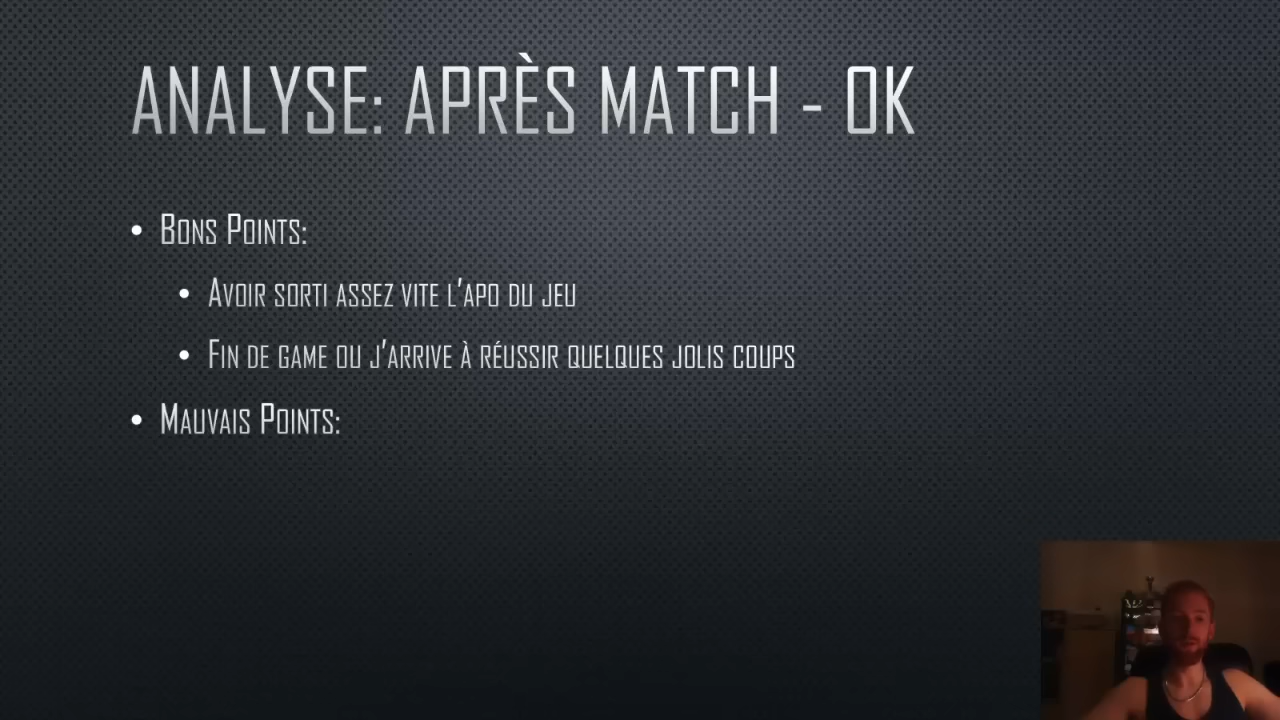 ANALYSE: APRÈS MATCH - OK
• BONS POINTS:
• AVOIR SORTI ASSEZ VITE L'APO DU JEU
• FIN DE GAME OU J'ARRIVE À RÉUSSIR QUELQUES JOLIS COUPS
• MAUVAIS POINTS: